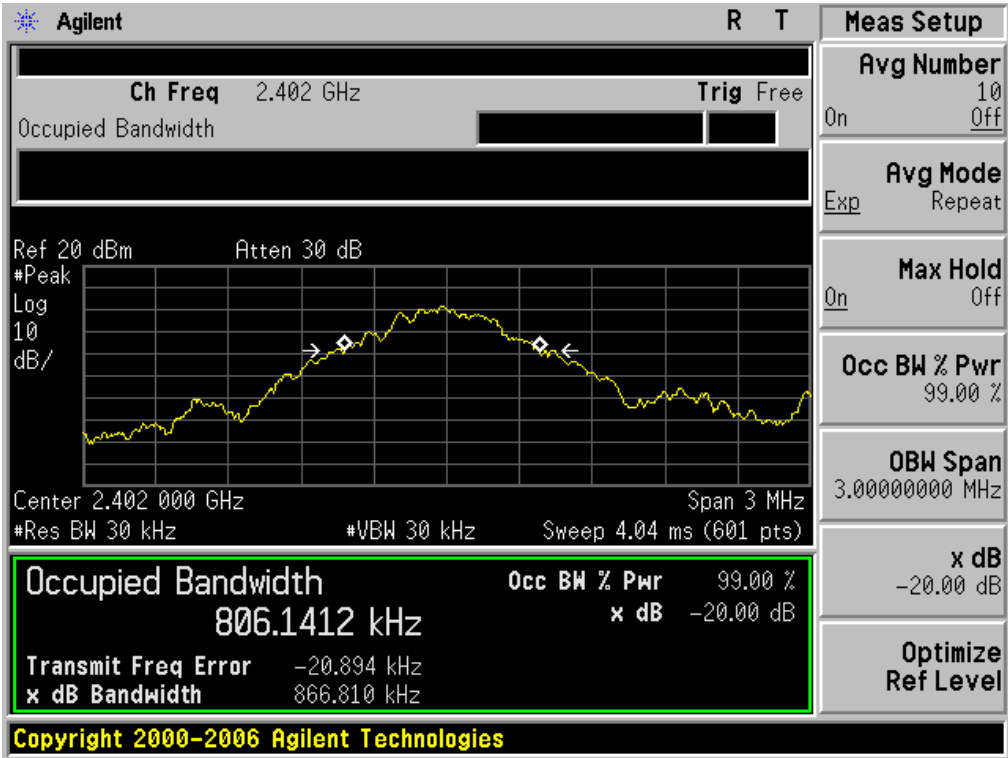 Agilent R T
Ch Freq 2.402 GHz Trig Free
Occupied Bandwidth
Ref 20 dBm Atten 30 dB
#Peak
Log
10
dB/
Center 2.402 000 GHz Span 3 MHz
#Res BW 30 kHz #VBW 30 kHz Sweep 4.04 ms (601 pts)
Occupied Bandwidth Occ BW % Pwr 99.00 %
806.1412 kHz x dB -20.00 dB
Transmit Freq Error -20.894 kHz
x dB Bandwidth 866.810 kHz
Copyright 2000-2006 Agilent Technologies
Meas Setup
Avg Number
10
On Off
Avg Mode
Exp Repeat
Max Hold
On Off
Occ BW % Pwr
99.00 %
OBW Span
3.00000000 MHz
x dB
-20.00 dB
Optimize
Ref Level